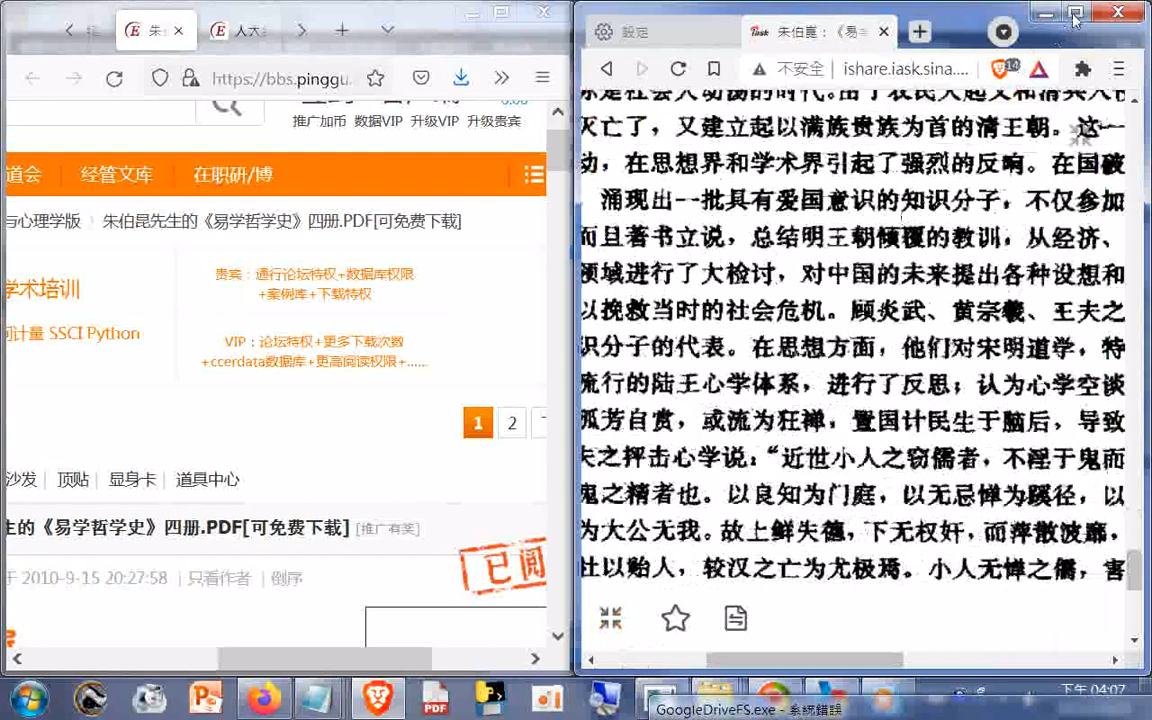 朱
人大
https://bbs.pinggu.
推广加币 数据VIP 升级VIP 升级贵宾
道会
经管文库
在职研/博
与心理学版
朱伯昆先生的《易学哲学史》四册.PDF[可免费下载]
学术培训
贵宾：通行论坛特权+数据库权限
+案例库+下载特权
计量 SSCI Python
VIP：论坛特权+更多下载次数
+ccerdata数据库+更高阅读权限+......
1
2
沙发
顶贴
显身卡
道具中心
生的《易学哲学史》四册.PDF[可免费下载] [推广有奖]
于 2010-9-15 20:27:58 | 只看作者 | 倒序
已阅
設定
朱伯崑：《易
14
不安全
ishare.iask.sina....
灭亡了，又建立起以满族贵族为首的清王朝。这一
动，在思想界和学术界引起了强烈的反响。在国破
涌现出一批具有爱国意识的知识分子，不仅参加
而且著书立说，总结明王朝倾覆的教训，从经济、
领域进行了大检讨，对中国的未来提出各种设想和
以挽救当时的社会危机。顾炎武、黄宗羲、王夫之
识分子的代表。在思想方面，他们对宋明道学，特
流行的陆王心学体系，进行了反思；认为心学空谈
孤芳自赏，或流为狂禅，置国计民生于脑后，导致
夫之抨击心学说：“近世小人之窃儒者，不淫于鬼而
鬼之精者也。以良知为门庭，以无忌惮为蹊径，以
为大公无我。故上鲜失德，下无权奸，而萍散波靡，
社以贻人，较汉之亡为尤极焉。小人无惮之儒，害
PDF
GoogleDriveFS.exe - 系統錯誤
下午 04:07